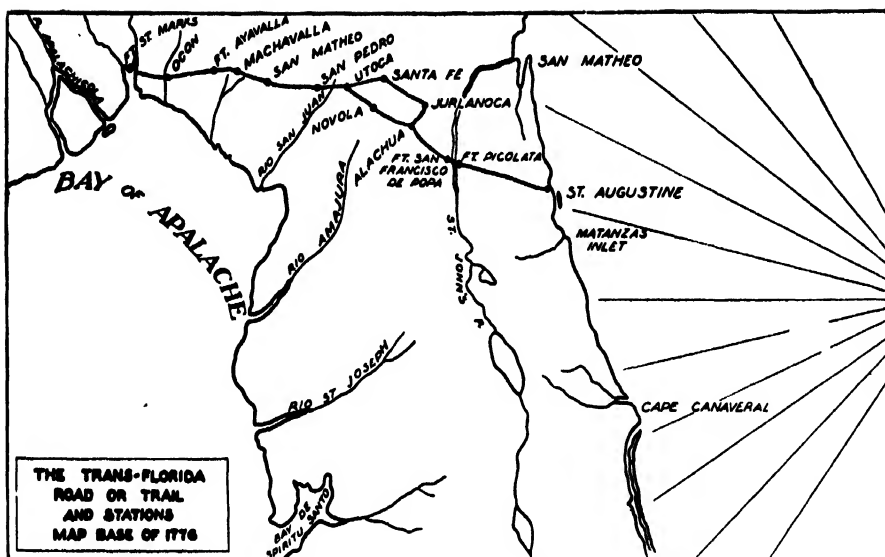 R. APALACHICOLA
FT. ST. MARKS
OCON
FT. AYAVALLA
MACHAVALLA
SAN MATHEO
SAN PEDRO
UTOCA
SANTA FE
SAN MATHEO
JURLANOCA
RIO SAN JUAN
NOVOLA
ALACHUA
FT. SAN
FRANCISCO
DE POPA
FT. PICOLATA
ST. AUGUSTINE
MATANZAS
INLET
BAY OF APALACHE
RIO AMAJURA
ST. JOHN'S R.
RIO ST JOSEPH
CAPE CANAVERAL
BAY DE
SPIRITU SANTO
THE TRANS-FLORIDA
ROAD OR TRAIL
AND STATIONS
MAP BASE OF 1776